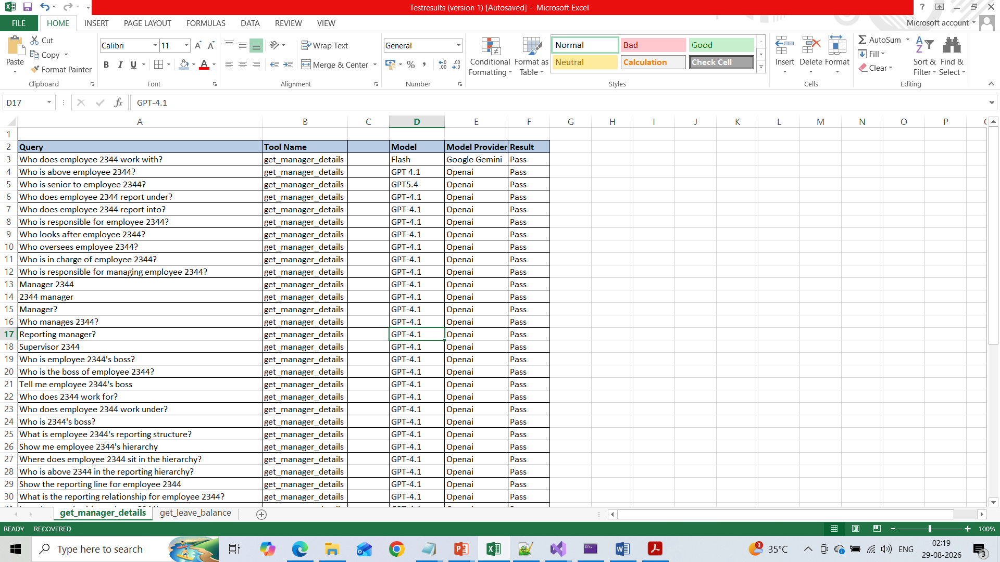 Testresults (version 1) [Autosaved] - Microsoft Excel
FILE HOME INSERT PAGE LAYOUT FORMULAS DATA REVIEW VIEW Microsoft account
Paste
Cut
Copy
Format Painter
Clipboard
Calibri 11
B I U
Font
Wrap Text
Merge & Center
Alignment
General
Number
Conditional Formatting
Format as Table
Normal Bad Good
Neutral Calculation Check Cell
Styles
Insert Delete Format
Cells
AutoSum
Fill
Clear
Sort & Filter
Find & Select
Editing
D17 fx GPT-4.1
A B C D E F G H I J K L M N O P
1
2 Query Tool Name Model Model Provider Result
3 Who does employee 2344 work with? get_manager_details Flash Google Gemini Pass
4 Who is above employee 2344? get_manager_details GPT 4.1 Openai Pass
5 Who is senior to employee 2344? get_manager_details GPT5.4 Openai Pass
6 Who does employee 2344 report under? get_manager_details GPT-4.1 Openai Pass
7 Who does employee 2344 report into? get_manager_details GPT-4.1 Openai Pass
8 Who is responsible for employee 2344? get_manager_details GPT-4.1 Openai Pass
9 Who looks after employee 2344? get_manager_details GPT-4.1 Openai Pass
10 Who oversees employee 2344? get_manager_details GPT-4.1 Openai Pass
11 Who is in charge of employee 2344? get_manager_details GPT-4.1 Openai Pass
12 Who is responsible for managing employee 2344? get_manager_details GPT-4.1 Openai Pass
13 Manager 2344 get_manager_details GPT-4.1 Openai Pass
14 2344 manager get_manager_details GPT-4.1 Openai Pass
15 Manager? get_manager_details GPT-4.1 Openai Pass
16 Who manages 2344? get_manager_details GPT-4.1 Openai Pass
17 Reporting manager? get_manager_details GPT-4.1 Openai Pass
18 Supervisor 2344 get_manager_details GPT-4.1 Openai Pass
19 Who is employee 2344's boss? get_manager_details GPT-4.1 Openai Pass
20 Who is the boss of employee 2344? get_manager_details GPT-4.1 Openai Pass
21 Tell me employee 2344's boss get_manager_details GPT-4.1 Openai Pass
22 Who does 2344 work for? get_manager_details GPT-4.1 Openai Pass
23 Who does employee 2344 work under? get_manager_details GPT-4.1 Openai Pass
24 Who is 2344's boss? get_manager_details GPT-4.1 Openai Pass
25 What is employee 2344's reporting structure? get_manager_details GPT-4.1 Openai Pass
26 Show me employee 2344's hierarchy get_manager_details GPT-4.1 Openai Pass
27 Where does employee 2344 sit in the hierarchy? get_manager_details GPT-4.1 Openai Pass
28 Who is above 2344 in the reporting hierarchy? get_manager_details GPT-4.1 Openai Pass
29 Show the reporting line for employee 2344 get_manager_details GPT-4.1 Openai Pass
30 What is the reporting relationship for employee 2344? get_manager_details GPT-4.1 Openai Pass
get_manager_details get_leave_balance
READY RECOVERED 100%
Type here to search 3 35°C ENG 02:19
29-08-2026 3